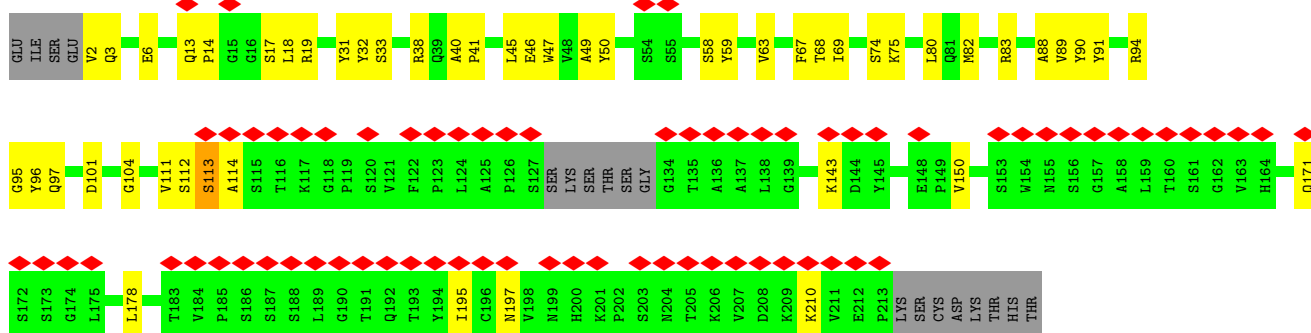 GLU ILE SER GLU V2 Q3 E6 Q13 P14 G15 G16 S17 L18 R19 Y31 Y32 S33 R38 Q39 A40 P41 L45 E46 W47 V48 A49 Y50 S54 S55 S58 Y59 V63 F67 T68 I69 S74 K75 L80 Q81 M82 R83 A88 V89 Y90 Y91 R94
G95 Y96 Q97 D101 G104 V111 S112 S113 A114 S115 T116 K117 G118 P119 S120 V121 F122 P123 L124 A125 P126 S127 SER LYS SER THR SER GLY G134 T135 A136 A137 L138 G139 K143 D144 Y145 E148 P149 V150 S153 W154 N155 S156 G157 A158 L159 T160 S161 G162 V163 H164 Q171
S172 S173 G174 L175 L178 T183 V184 P185 S186 S187 S188 L189 G190 T191 Q192 T193 Y194 I195 C196 N197 V198 N199 H200 K201 P202 S203 N204 T205 K206 V207 D208 K209 K210 V211 E212 P213 LYS SER CYS ASP LYS THR HIS THR